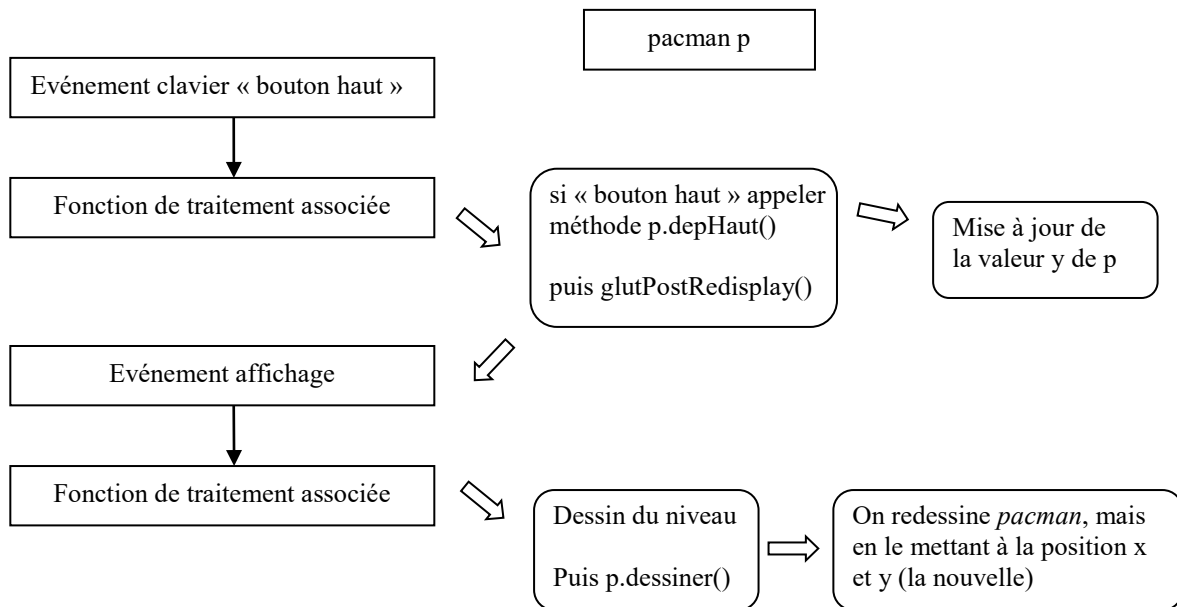 pacman p
Evénement clavier « bouton haut »
Fonction de traitement associée
si « bouton haut » appeler
méthode p.depHaut()
puis glutPostRedisplay()
Mise à jour de
la valeur y de p
Evénement affichage
Fonction de traitement associée
Dessin du niveau
Puis p.dessiner()
On redessine pacman, mais
en le mettant à la position x
et y (la nouvelle)